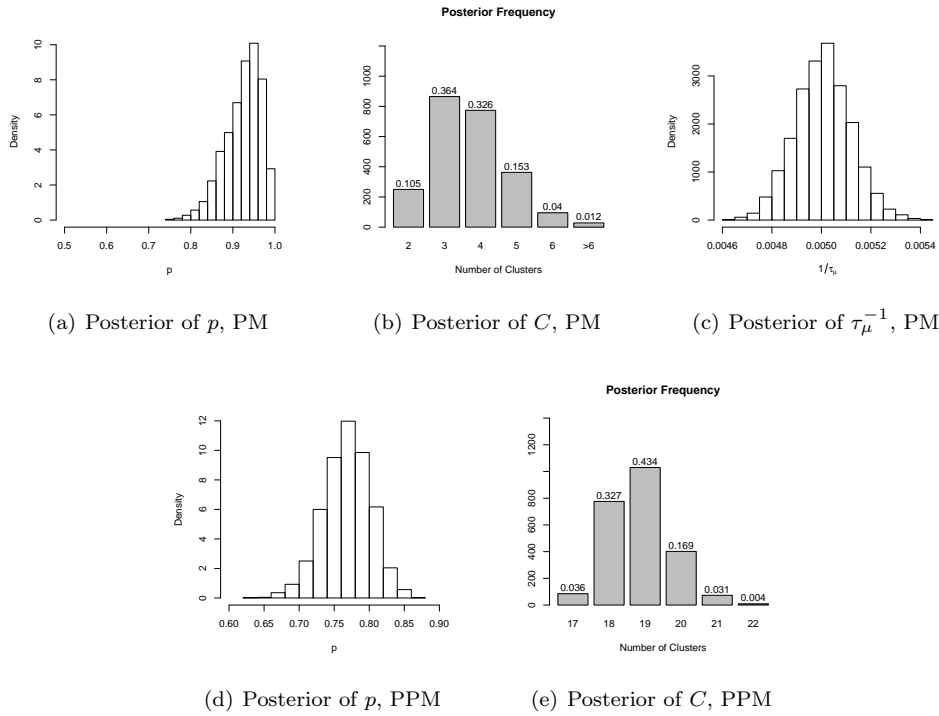 Posterior Frequency
Density
0 2 4 6 8 10
0.5 0.6 0.7 0.8 0.9 1.0
p
0 200 400 600 800 1000
0.105 0.364 0.326 0.153 0.04 0.012
2 3 4 5 6 >6
Number of Clusters
Density
0 1000 2000 3000
0.0046 0.0048 0.0050 0.0052 0.0054
1/τμ
(a) Posterior of p, PM
(b) Posterior of C, PM
(c) Posterior of τμ⁻¹, PM
Density
0 2 4 6 8 10 12
0.60 0.65 0.70 0.75 0.80 0.85 0.90
p
Posterior Frequency
0 200 400 600 800 1200
0.036 0.327 0.434 0.169 0.031 0.004
17 18 19 20 21 22
Number of Clusters
(d) Posterior of p, PPM
(e) Posterior of C, PPM